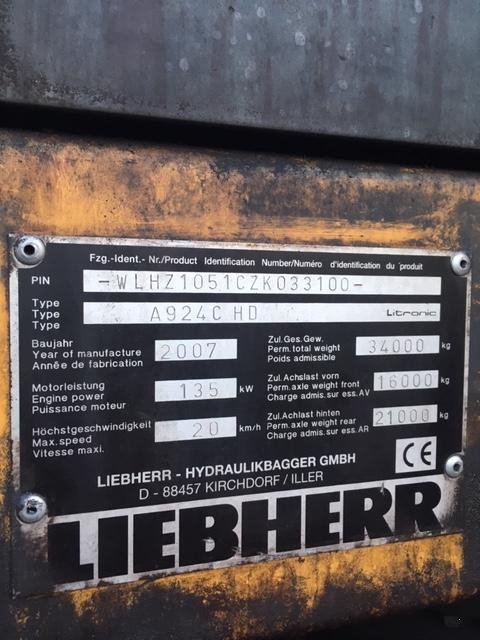 Fzg.-Ident.- Nr./Product Identification Number/Numéro d'identification du produit
PIN -WLHZ1051CZK033100-
Type
Type A924C HD Litronic
Type
Baujahr
Year of manufacture 2007
Année de fabrication
Zul.Ges.Gew.
Perm.total weight 34000 kg
Poids admissible
Motorleistung
Engine power 135 kW
Puissance moteur
Zul.Achslast vorn
Perm.axle weight front 16000 kg
Charge admis.sur ess.AV
Höchstgeschwindigkeit
Max.speed 20 km/h
Vitesse maxi.
Zul.Achlast hinten
Perm.axle weight rear 21000 kg
Charge admis.sur ess.AR
LIEBHERR - HYDRAULIKBAGGER GMBH
D - 88457 KIRCHDORF / ILLER
CE
LIEBHERR